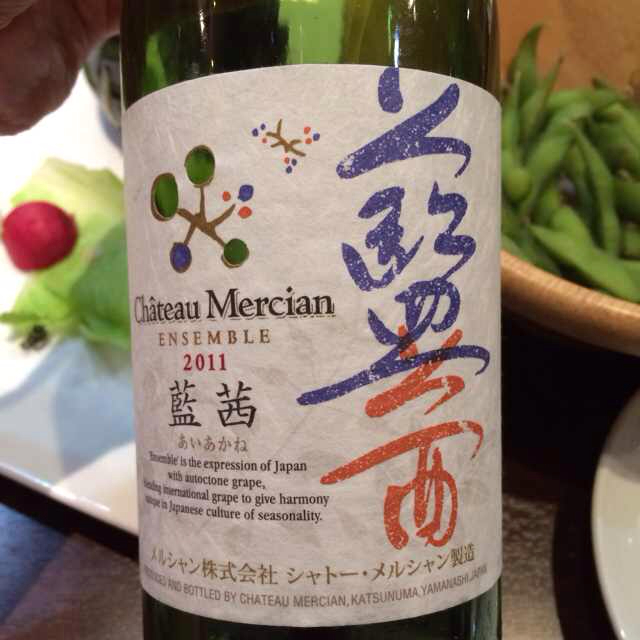 Château Mercian
ENSEMBLE
2011
藍茜
あいあかね
'Ensemble' is the expression of Japan
with autoctone grape,
blending international grape to give harmony
unique in Japanese culture of seasonality.
メルシャン株式会社 シャトー・メルシャン製造
PRODUCED AND BOTTLED BY CHATEAU MERCIAN, KATSUNUMA, YAMANASHI, JAPAN
藍茜